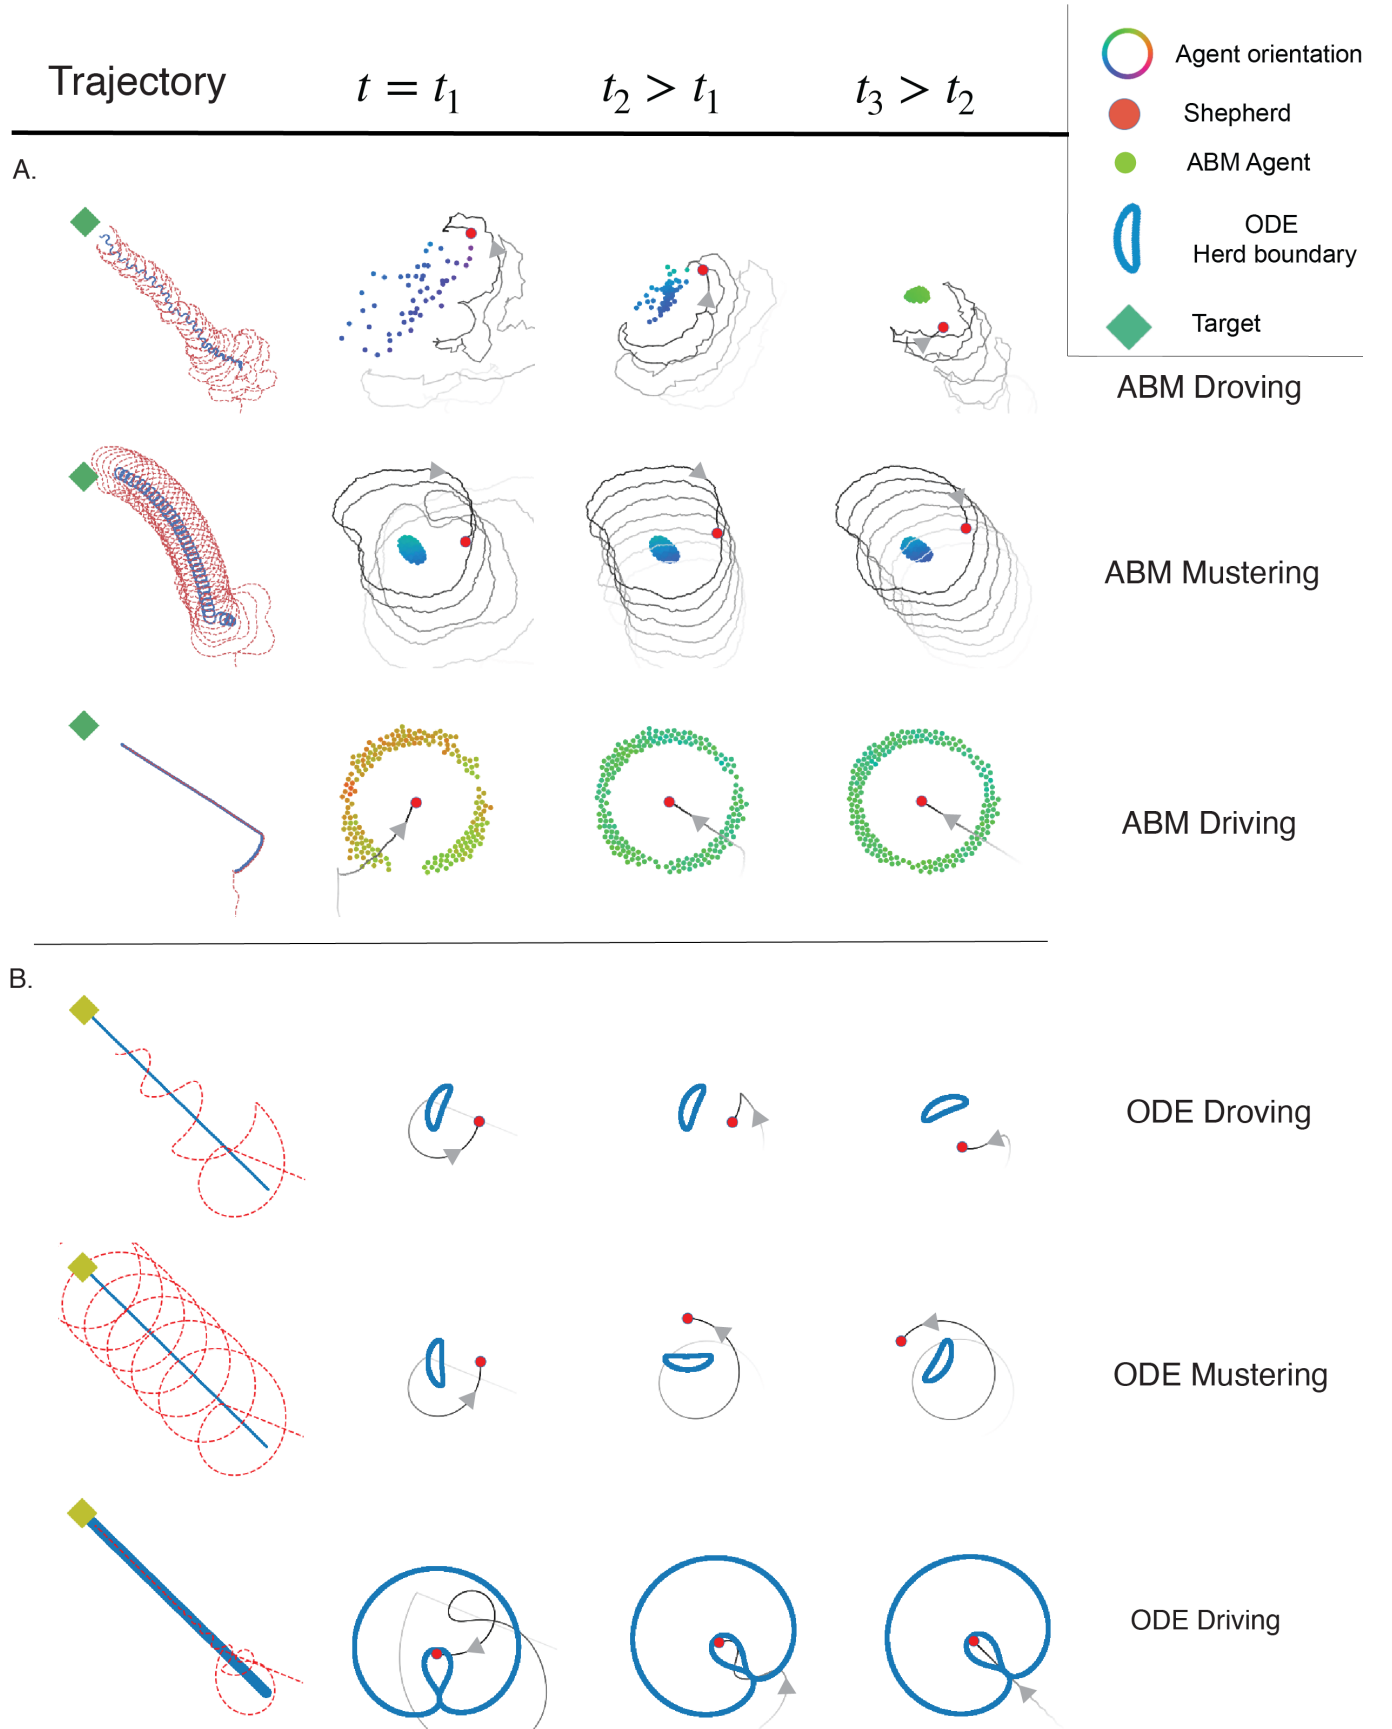 Trajectory
t = t₁
t₂ > t₁
t₃ > t₂
Agent orientation
Shepherd
ABM Agent
ODE
Herd boundary
Target
A.
ABM Droving
ABM Mustering
ABM Driving
B.
ODE Droving
ODE Mustering
ODE Driving